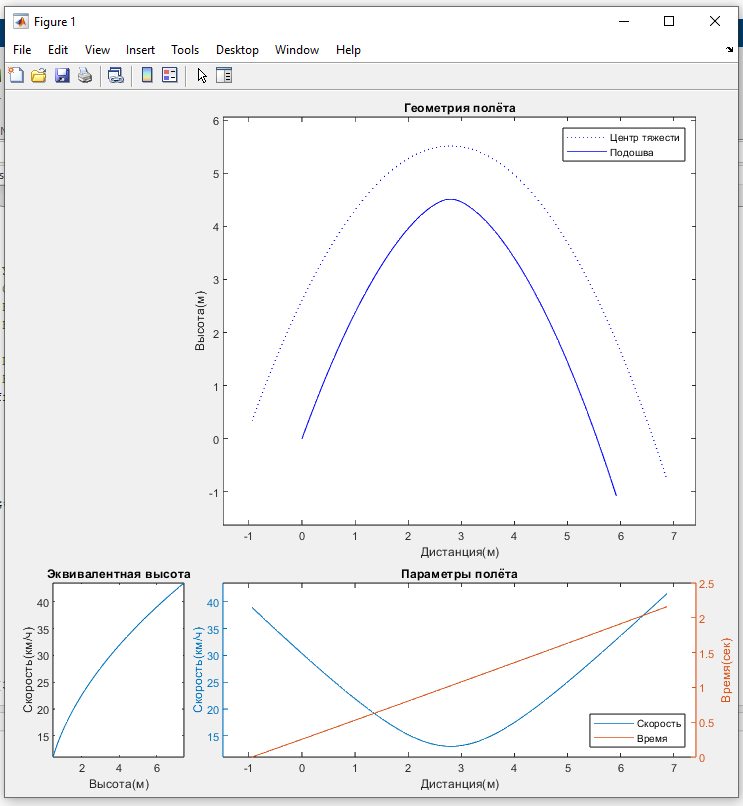 Figure 1
File Edit View Insert Tools Desktop Window Help
Геометрия полёта
Центр тяжести
Подошва
6
5
4
3
2
1
0
-1
Высота(м)
-1 0 1 2 3 4 5 6 7
Дистанция(м)
Эквивалентная высота
40
35
30
25
20
15
Скорость(км/ч)
2 4 6
Высота(м)
Параметры полёта
40
35
30
25
20
15
Скорость(км/ч)
2.5
2
1.5
1
0.5
0
Время(сек)
Скорость
Время
-1 0 1 2 3 4 5 6 7
Дистанция(м)